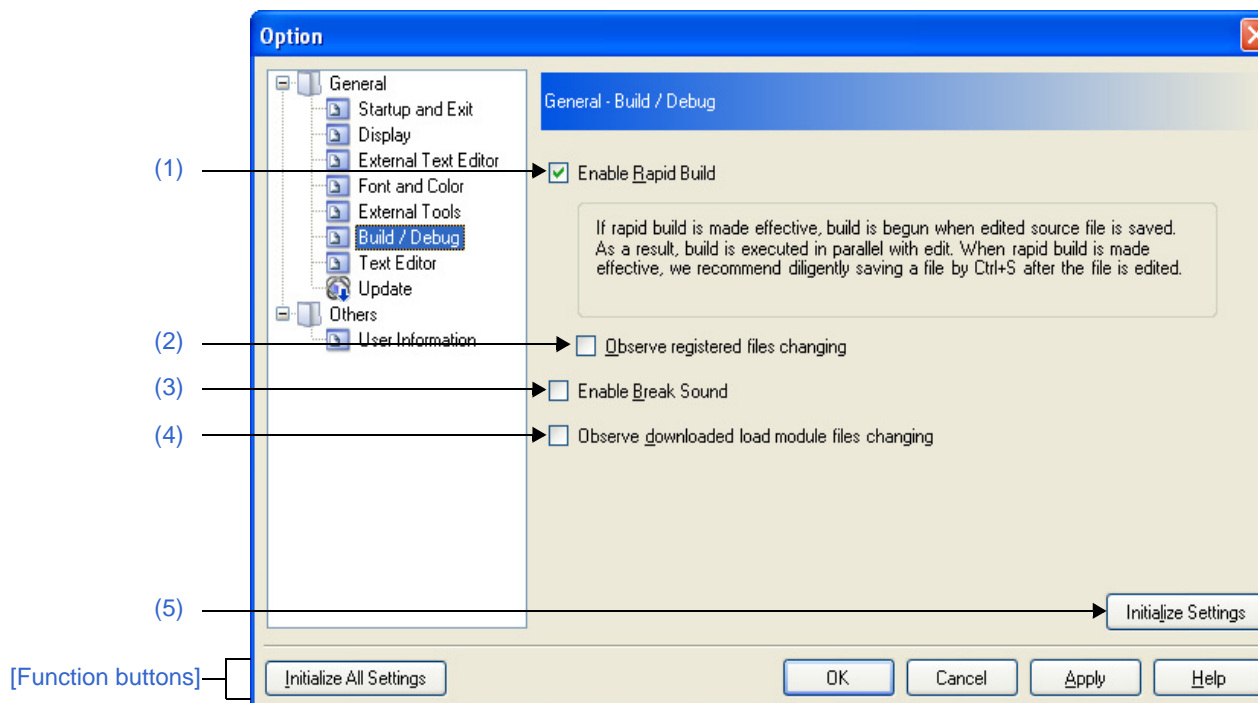 Option
General
Startup and Exit
Display
External Text Editor
Font and Color
External Tools
Build / Debug
Text Editor
Update
Others
User Information
General - Build / Debug
(1)
Enable Rapid Build
If rapid build is made effective, build is begun when edited source file is saved.
As a result, build is executed in parallel with edit. When rapid build is made
effective, we recommend diligently saving a file by Ctrl+S after the file is edited.
(2)
Observe registered files changing
(3)
Enable Break Sound
(4)
Observe downloaded load module files changing
(5)
Initialize Settings
[Function buttons]
Initialize All Settings
OK
Cancel
Apply
Help